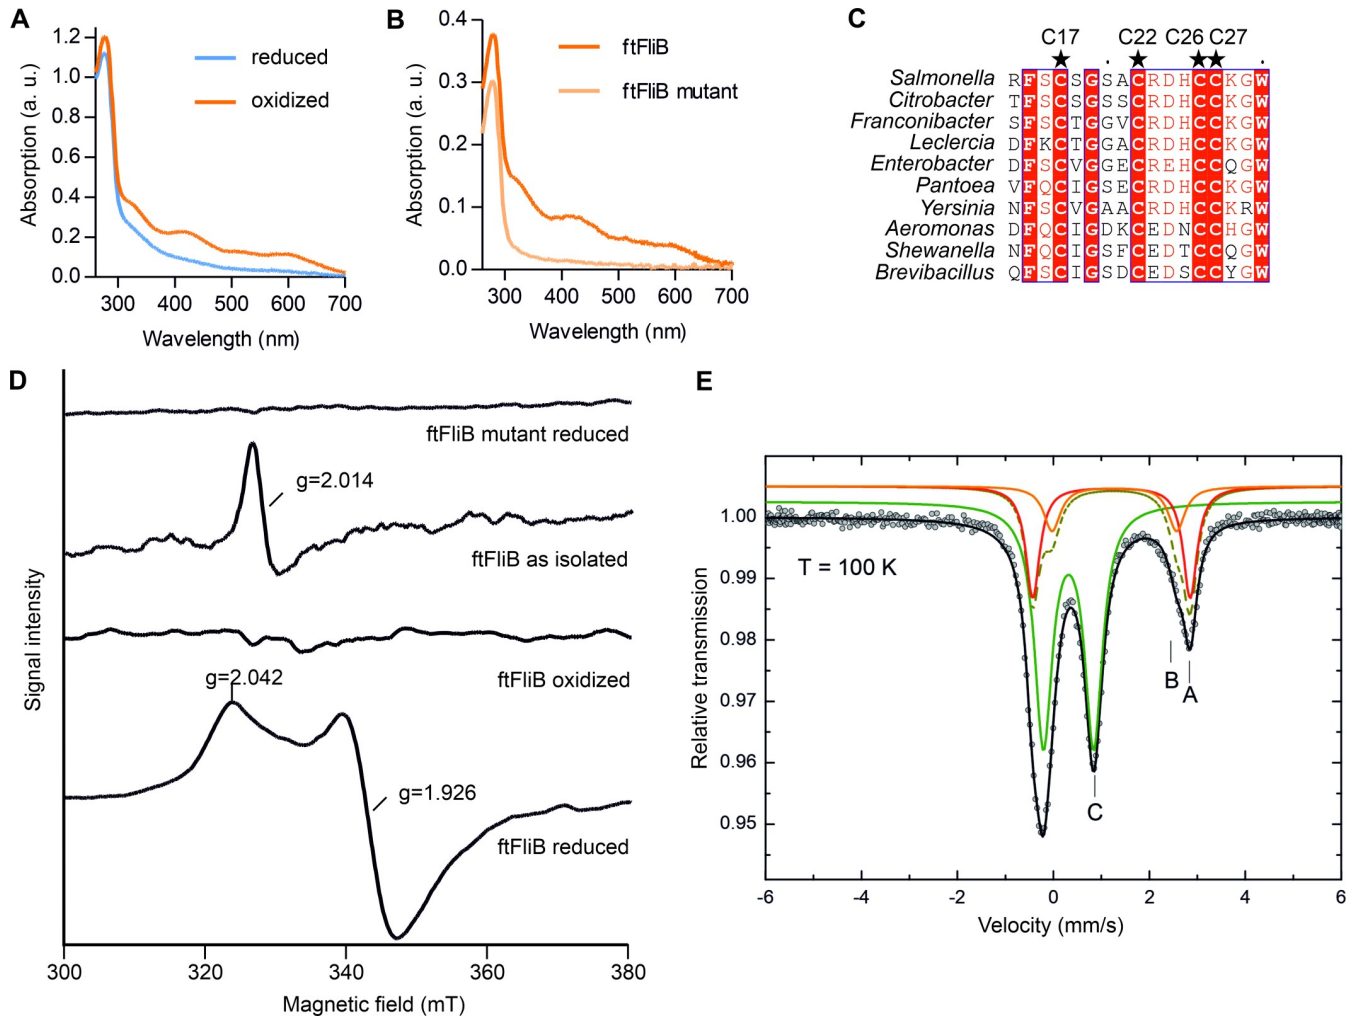 A
1.2
1.0
0.8
0.6
0.4
0.2
0.0
Absorption (a. u.)
300 400 500 600 700
Wavelength (nm)
reduced
oxidized
B
0.4
0.3
0.2
0.1
0.0
Absorption (a. u.)
300 400 500 600 700
Wavelength (nm)
ftFliB
ftFliB mutant
C
C17 C22 C26 C27
★ . ★ ★★ .
Salmonella RFSCSGSACRDHCCKGW
Citrobacter TFSCSGSSCRDHCCKGW
Franconibacter SFSCTGGVCRDHCCKGW
Leclercia DFKCTGGACRDHCCKGW
Enterobacter DFSCVGGECREHCCQGW
Pantoea VFQCIGSECRDHCCKGW
Yersinia NFSCVGAACRDHCCKRW
Aeromonas DFQCIGDKCEDNCCHGW
Shewanella NFQCIGSFCEDTCCQGW
Brevibacillus QFSCIGSDCEDSCCYGW
D
ftFliB mutant reduced
g=2.014
ftFliB as isolated
ftFliB oxidized
g=2.042
g=1.926
ftFliB reduced
Signal intensity
300 320 340 360 380
Magnetic field (mT)
E
1.00
0.99
0.98
0.97
0.96
0.95
Relative transmission
T = 100 K
B
A
C
-6 -4 -2 0 2 4 6
Velocity (mm/s)